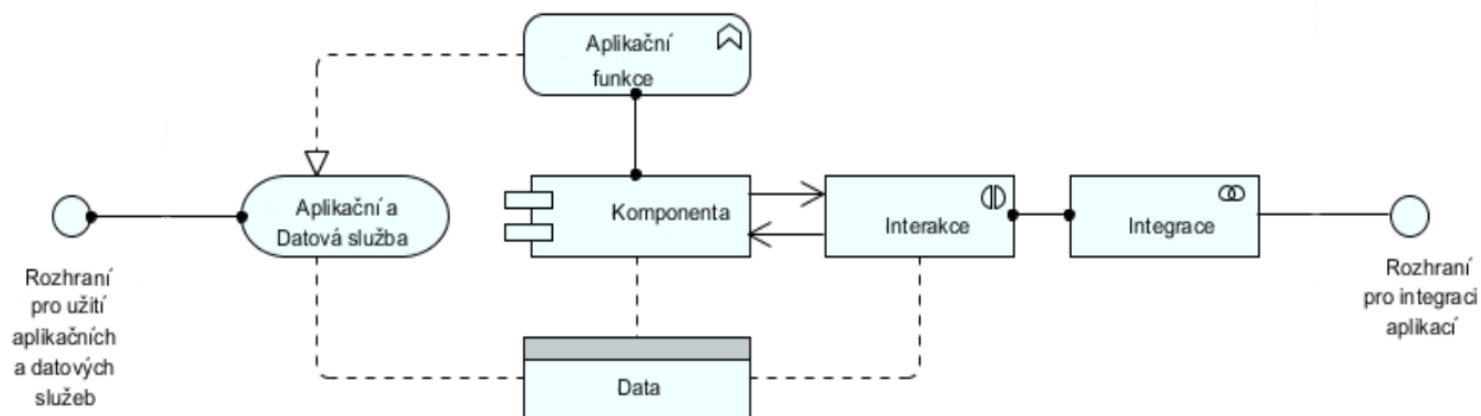 Aplikační
funkce
Aplikační a
Datová služba
Komponenta
Interakce
Integrace
Rozhraní
pro užití
aplikačních
a datových
služeb
Rozhraní
pro integraci
aplikací
Data